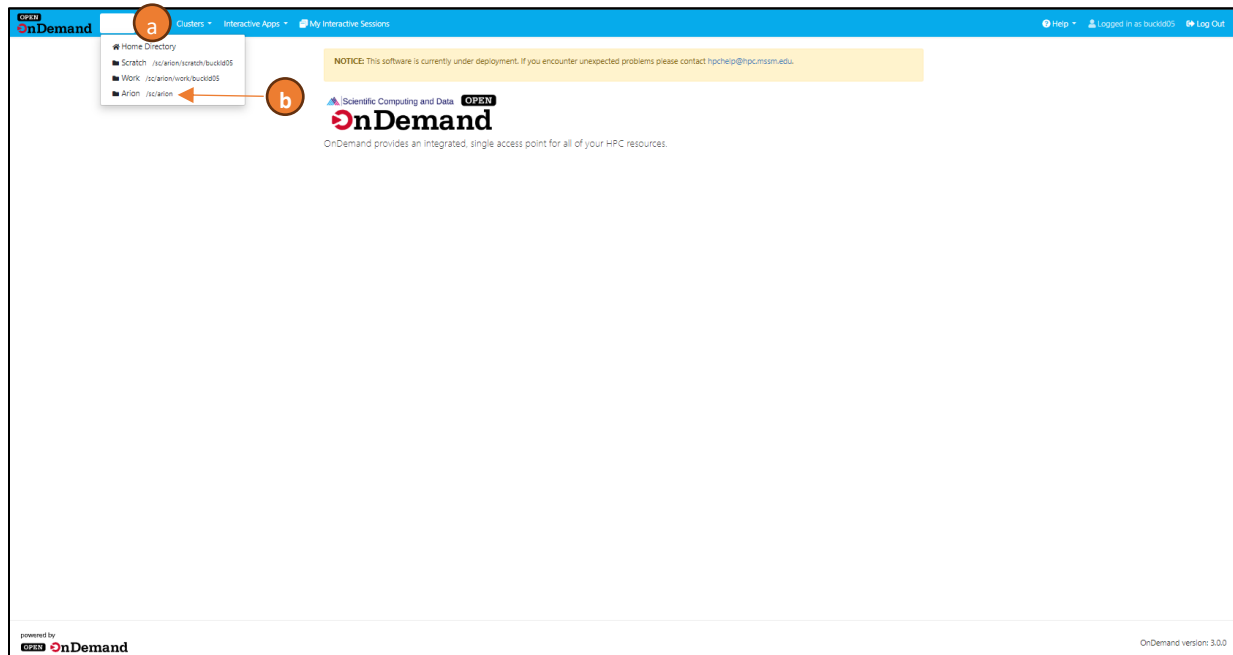 OPEN
OnDemand
a
Clusters
Interactive Apps
My Interactive Sessions
Help
Logged in as buckld05
Log Out
Home Directory
Scratch /sc/arion/scratch/buckld05
Work /sc/arion/work/buckld05
Arion /sc/arion
b
NOTICE: This software is currently under deployment. If you encounter unexpected problems please contact hpchelp@hpc.mssm.edu.
Scientific Computing and Data OPEN
OnDemand
OnDemand provides an integrated, single access point for all of your HPC resources.
powered by
OPEN OnDemand
OnDemand version: 3.0.0